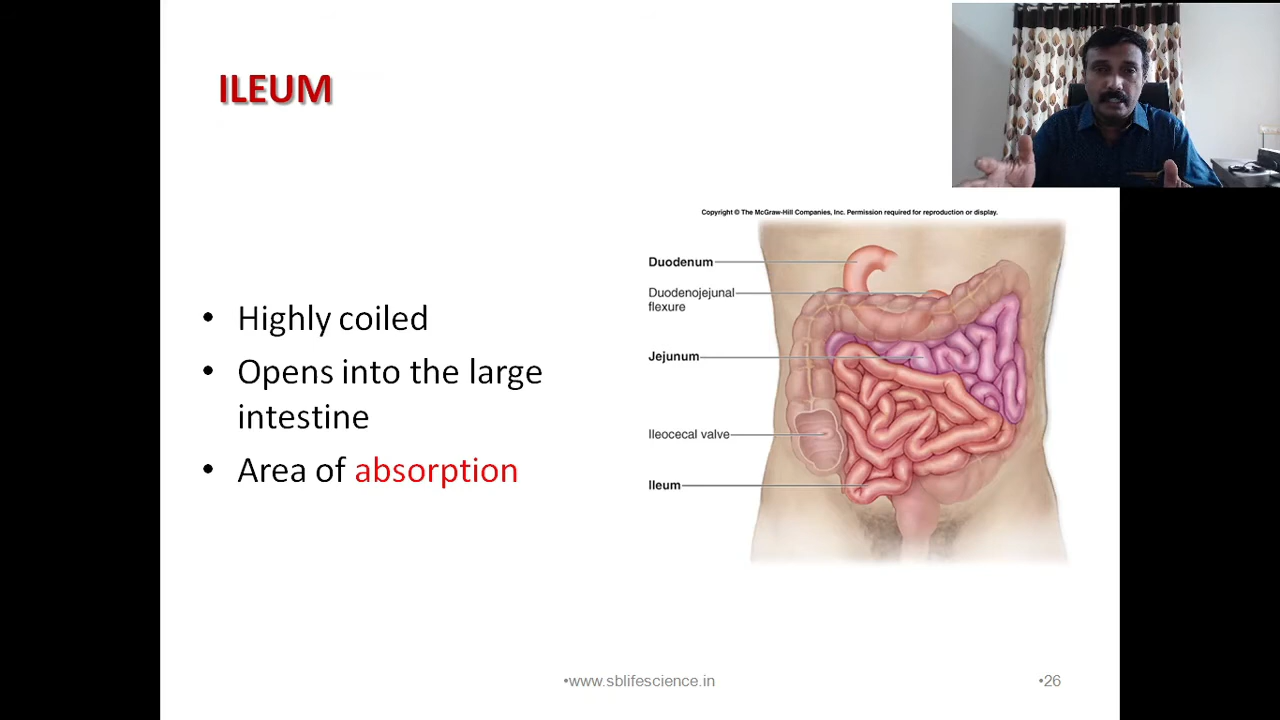 ILEUM
Copyright © The McGraw-Hill Companies, Inc. Permission required for reproduction or display.
• Highly coiled
• Opens into the large
intestine
• Area of absorption
Duodenum
Duodenojejunal
flexure
Jejunum
Ileocecal valve
Ileum
•www.sblifescience.in
•26